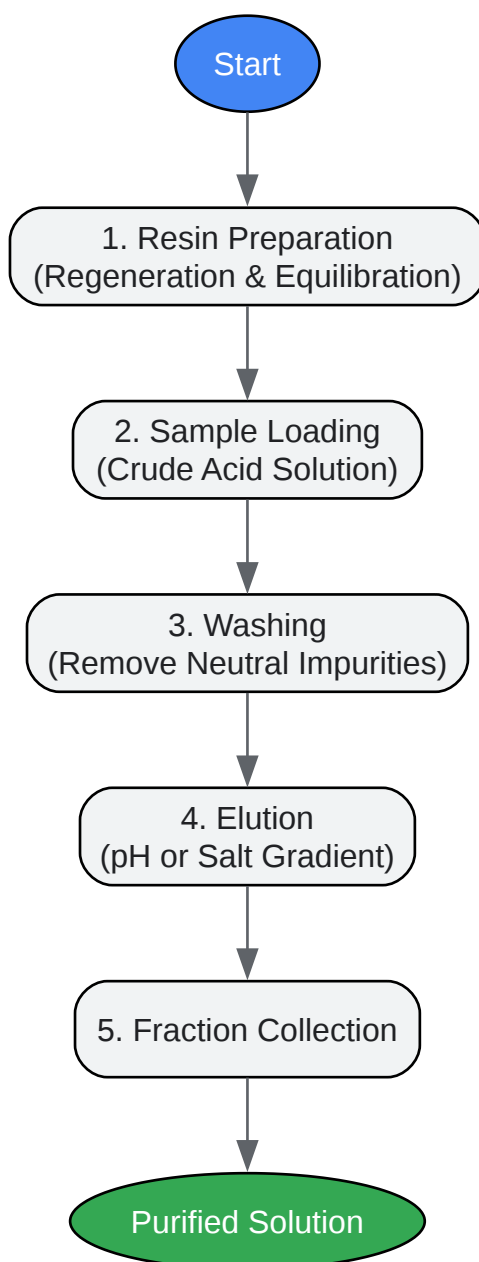 Start
1. Resin Preparation
(Regeneration & Equilibration)
2. Sample Loading
(Crude Acid Solution)
3. Washing
(Remove Neutral Impurities)
4. Elution
(pH or Salt Gradient)
5. Fraction Collection
Purified Solution